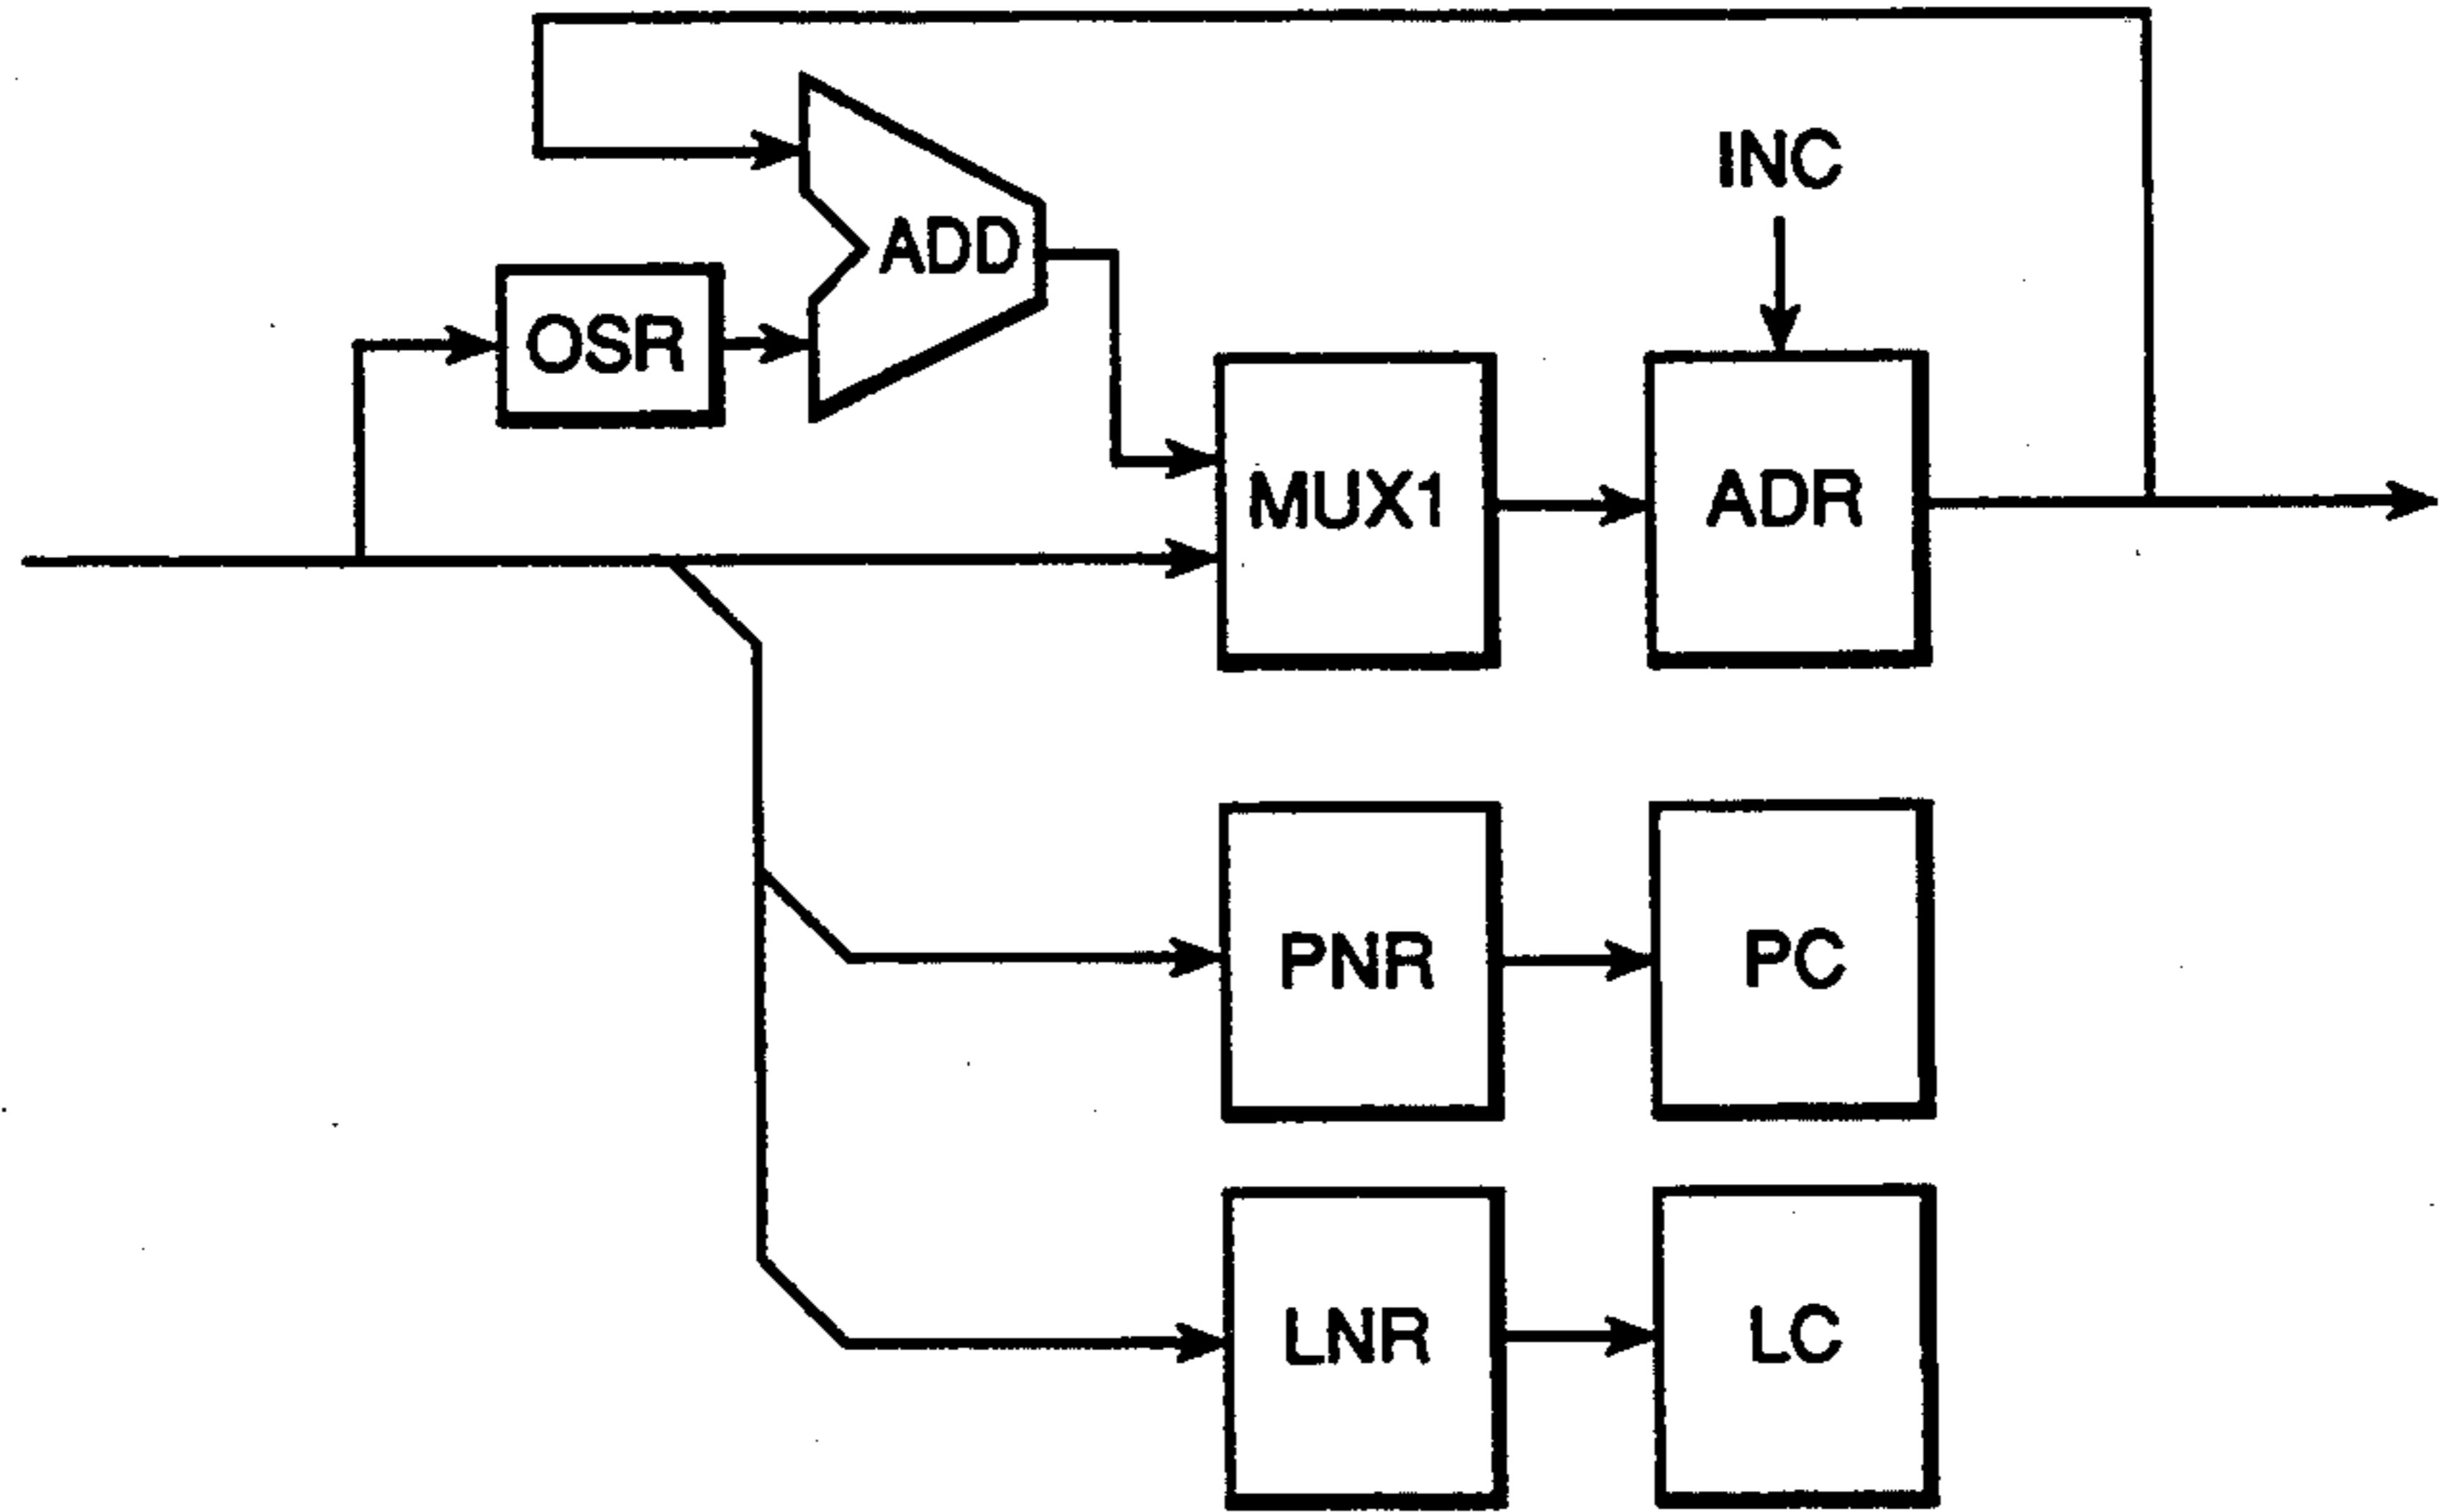 INC
ADD
OSR
MUX1
ADR
PNR
PC
LNR
LC